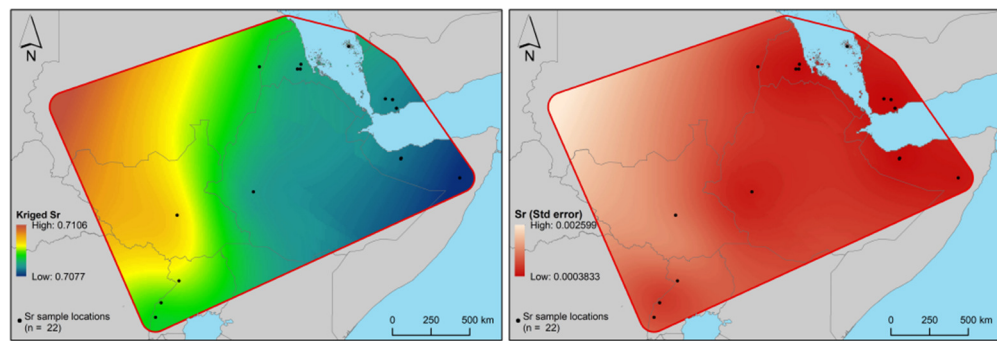 N
Kriged Sr
High: 0.7106
Low: 0.7077
Sr sample locations
(n = 22)
0 250 500 km
N
Sr (Std error)
High: 0.002599
Low: 0.0003833
Sr sample locations
(n = 22)
0 250 500 km